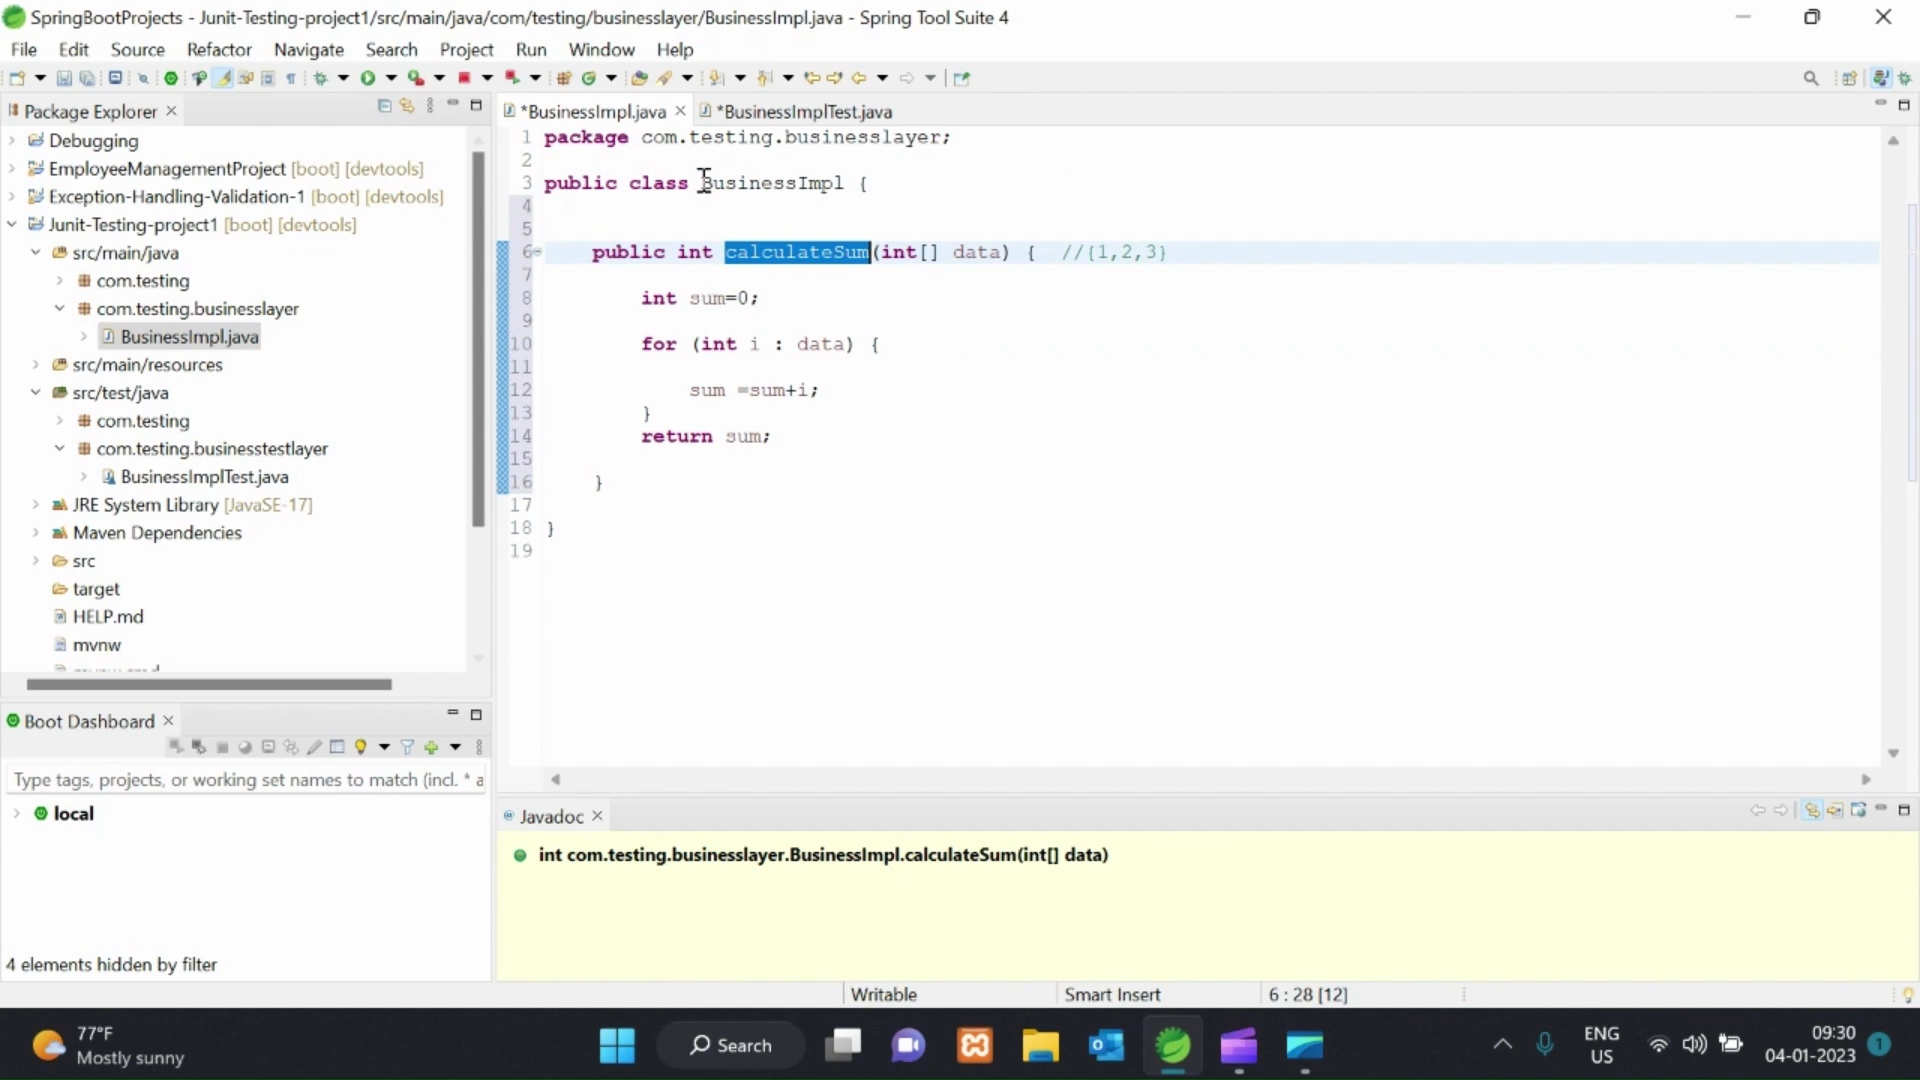 SpringBootProjects - Junit-Testing-project1/src/main/java/com/testing/businesslayer/BusinessImpl.java - Spring Tool Suite 4
File Edit Source Refactor Navigate Search Project Run Window Help
Package Explorer
Debugging
EmployeeManagementProject [boot] [devtools]
Exception-Handling-Validation-1 [boot] [devtools]
Junit-Testing-project1 [boot] [devtools]
src/main/java
com.testing
com.testing.businesslayer
BusinessImpl.java
src/main/resources
src/test/java
com.testing
com.testing.businesstestlayer
BusinessImplTest.java
JRE System Library [JavaSE-17]
Maven Dependencies
src
target
HELP.md
mvnw
*BusinessImpl.java *BusinessImplTest.java
1 package com.testing.businesslayer;
2
3 public class BusinessImpl {
4
5
6 public int calculateSum(int[] data) { //{1,2,3}
7
8 int sum=0;
9
10 for (int i : data) {
11
12 sum =sum+i;
13 }
14 return sum;
15
16 }
17
18 }
19
Boot Dashboard
Type tags, projects, or working set names to match (incl. * a
local
4 elements hidden by filter
Javadoc
int com.testing.businesslayer.BusinessImpl.calculateSum(int[] data)
Writable Smart Insert 6 : 28 [12]
77°F
Mostly sunny
Search
ENG
US
09:30
04-01-2023
1